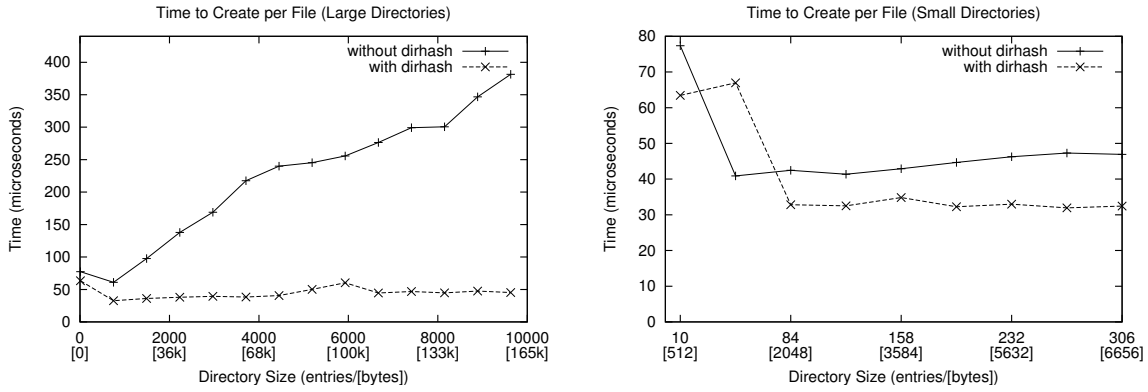 Time to Create per File (Large Directories)
without dirhash
with dirhash
Time (microseconds)
400
350
300
250
200
150
100
50
0
0 2000 4000 6000 8000 10000
[0] [36k] [68k] [100k] [133k] [165k]
Directory Size (entries/[bytes])
Time to Create per File (Small Directories)
without dirhash
with dirhash
Time (microseconds)
80
70
60
50
40
30
20
10
0
10 84 158 232 306
[512] [2048] [3584] [5632] [6656]
Directory Size (entries/[bytes])